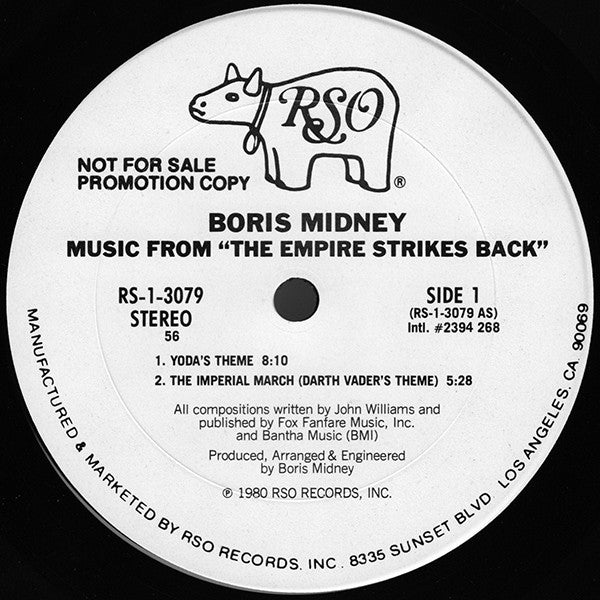 RSO
®
NOT FOR SALE
PROMOTION COPY
BORIS MIDNEY
MUSIC FROM “THE EMPIRE STRIKES BACK”
RS-1-3079
STEREO
56
SIDE 1
(RS-1-3079 AS)
Intl. #2394 268
1. YODA'S THEME 8:10
2. THE IMPERIAL MARCH (DARTH VADER'S THEME) 5:28
All compositions written by John Williams and
published by Fox Fanfare Music, Inc.
and Bantha Music (BMI)
Produced, Arranged & Engineered
by Boris Midney
℗ 1980 RSO RECORDS, INC.
MANUFACTURED & MARKETED BY RSO RECORDS. INC. 8335 SUNSET BLVD LOS ANGELES. CA. 90069